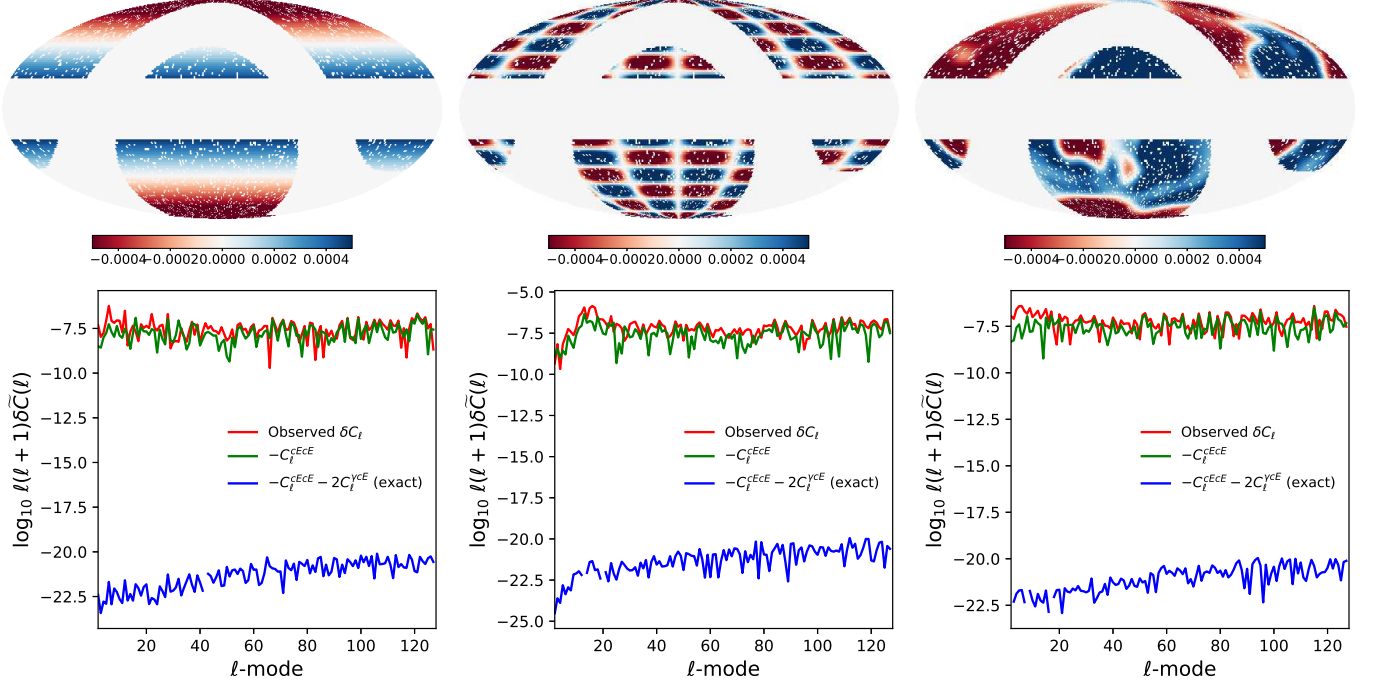 −0.0004−0.00020.0000 0.0002 0.0004
−0.0004−0.00020.0000 0.0002 0.0004
−0.0004−0.00020.0000 0.0002 0.0004
log₁₀ ℓ(ℓ + 1)δC̃(ℓ)
−7.5
−10.0
−12.5
−15.0
−17.5
−20.0
−22.5
Observed δCℓ
−Cℓ^{cEcE}
−Cℓ^{cEcE} − 2Cℓ^{γcE} (exact)
20 40 60 80 100 120
ℓ-mode
log₁₀ ℓ(ℓ + 1)δC̃(ℓ)
−5.0
−7.5
−10.0
−12.5
−15.0
−17.5
−20.0
−22.5
−25.0
Observed δCℓ
−Cℓ^{cEcE}
−Cℓ^{cEcE} − 2Cℓ^{γcE} (exact)
20 40 60 80 100 120
ℓ-mode
log₁₀ ℓ(ℓ + 1)δC̃(ℓ)
−7.5
−10.0
−12.5
−15.0
−17.5
−20.0
−22.5
Observed δCℓ
−Cℓ^{cEcE}
−Cℓ^{cEcE} − 2Cℓ^{γcE} (exact)
20 40 60 80 100 120
ℓ-mode